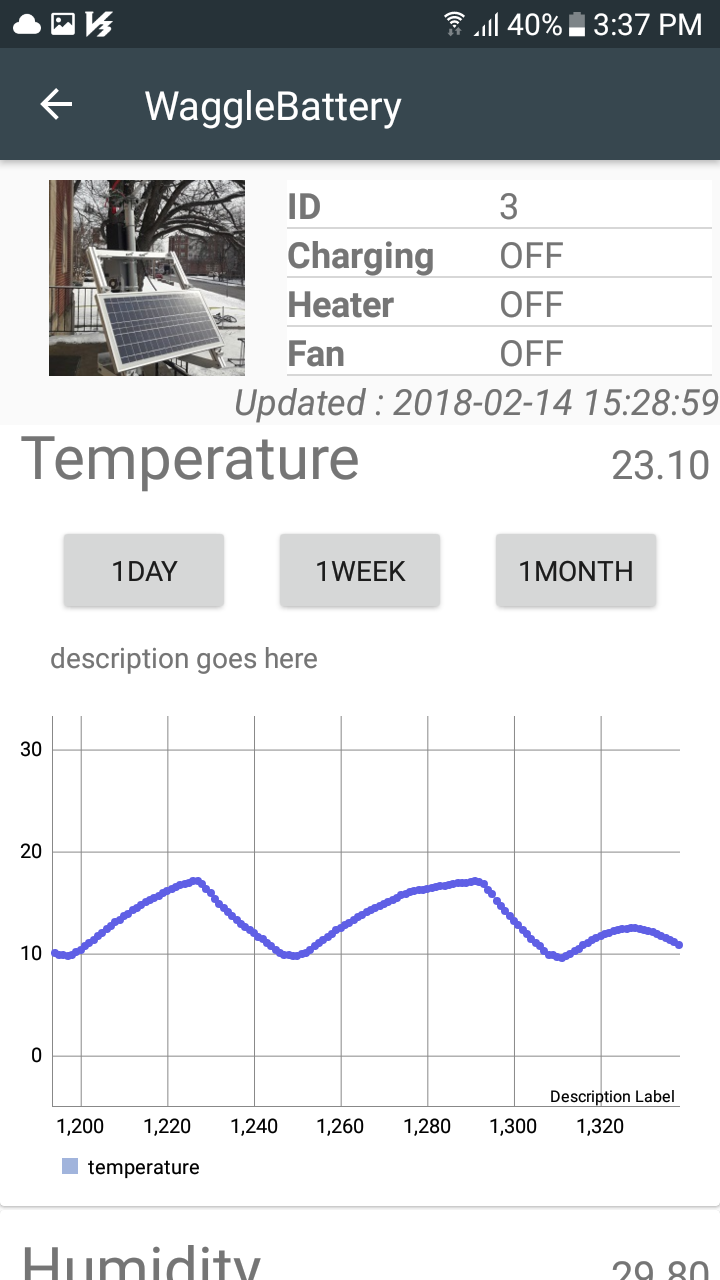 40% 3:37 PM
WaggleBattery
ID 3
Charging OFF
Heater OFF
Fan OFF
Updated : 2018-02-14 15:28:59
Temperature 23.10
1DAY 1WEEK 1MONTH
description goes here
30
20
10
0
Description Label
1,200 1,220 1,240 1,260 1,280 1,300 1,320
temperature
Humidity 29.80